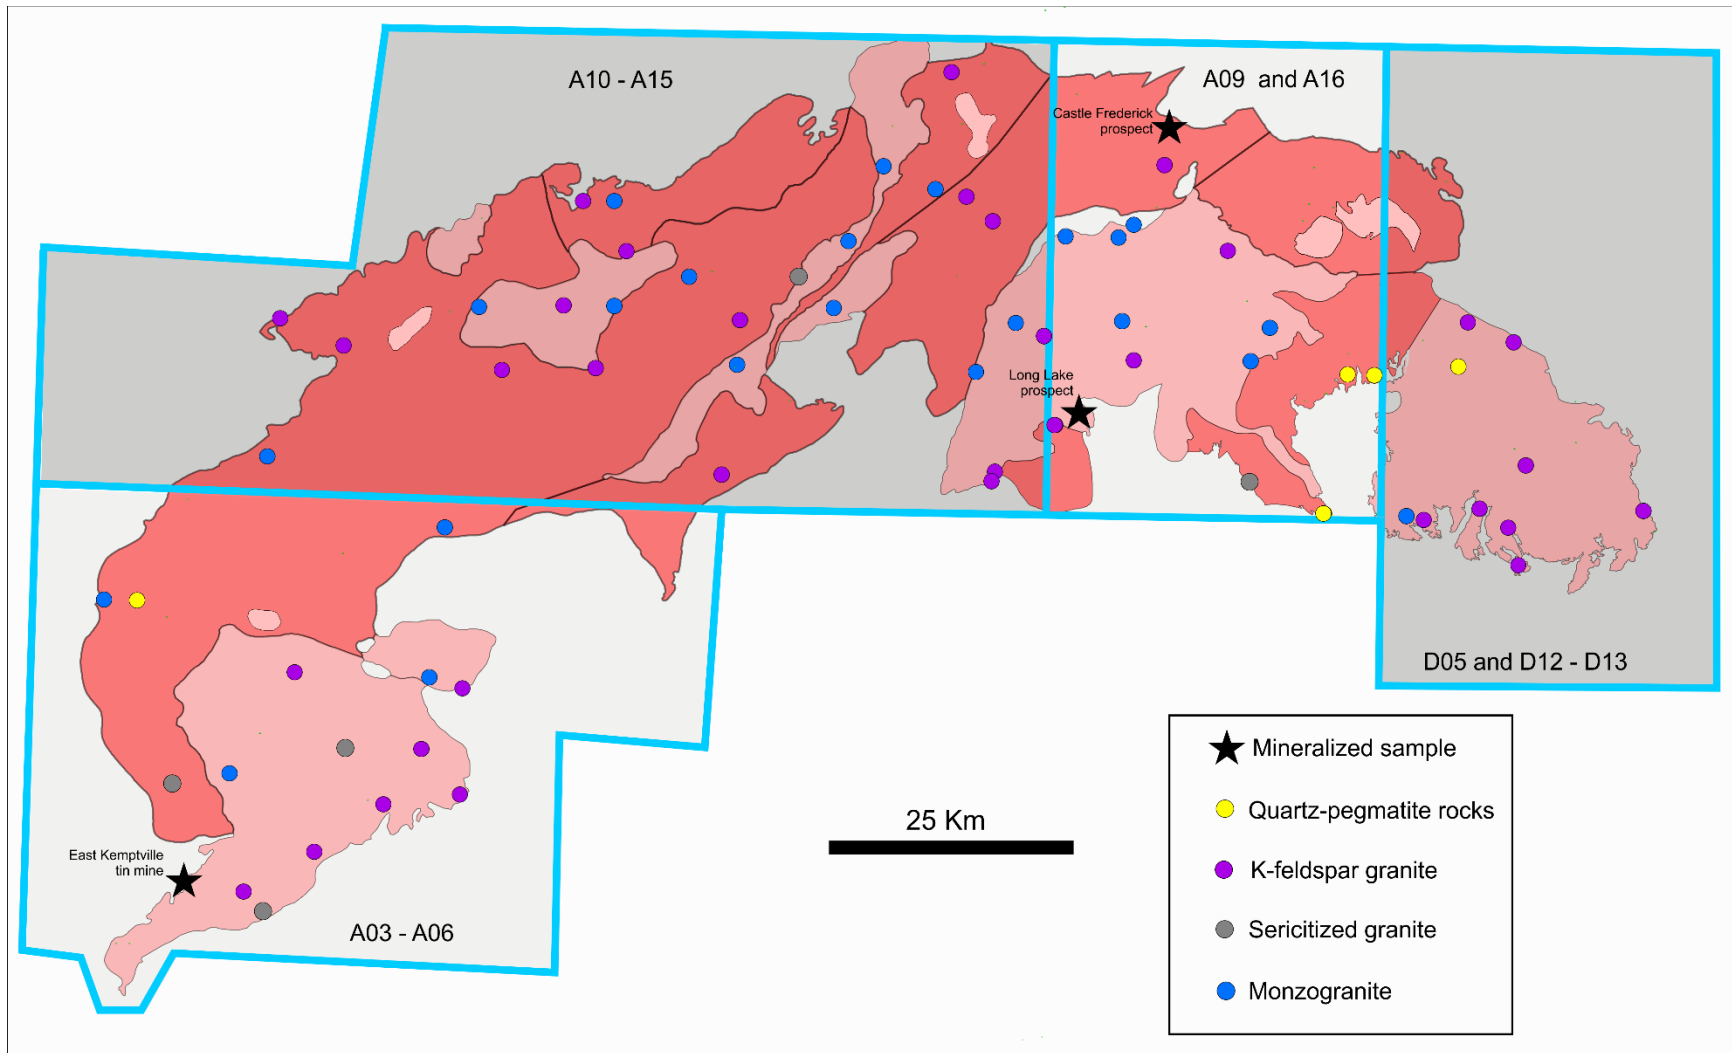 A10 - A15
A09 and A16
Castle Frederick
prospect
Long Lake
prospect
D05 and D12 - D13
East Kemptville
tin mine
A03 - A06
25 Km
Mineralized sample
Quartz-pegmatite rocks
K-feldspar granite
Sericitized granite
Monzogranite